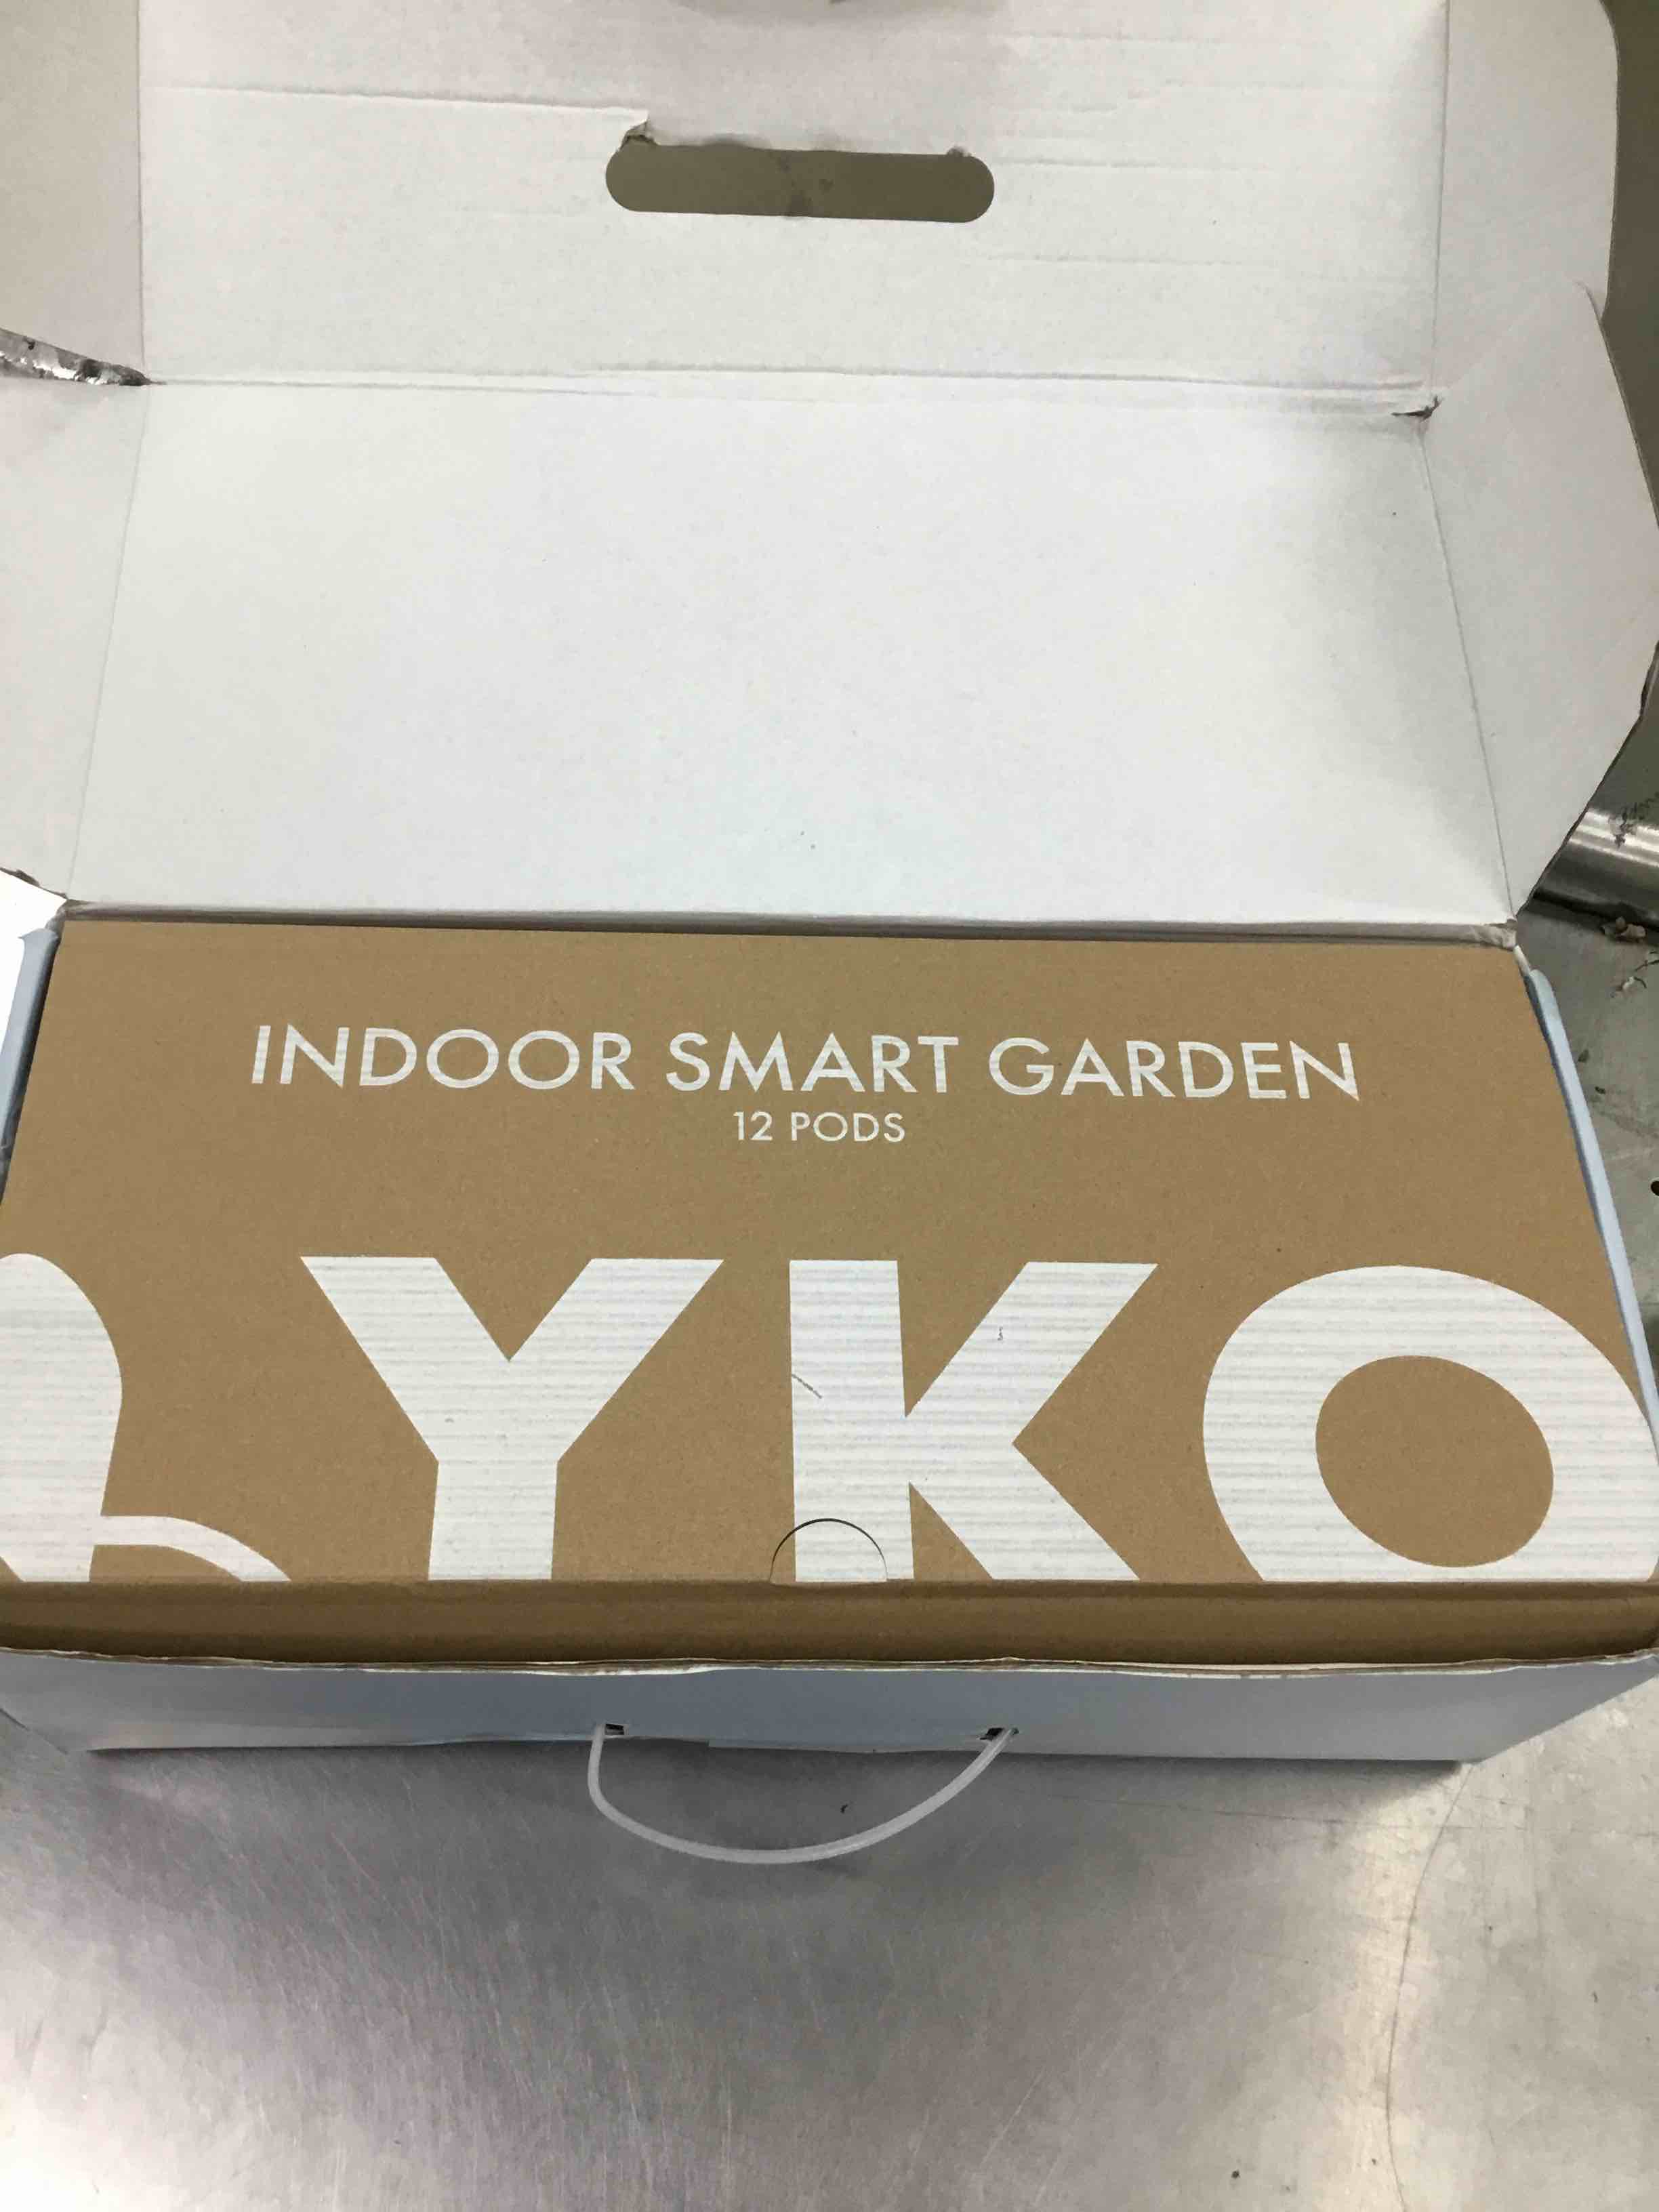 INDOOR SMART GARDEN
12 PODS
YKO